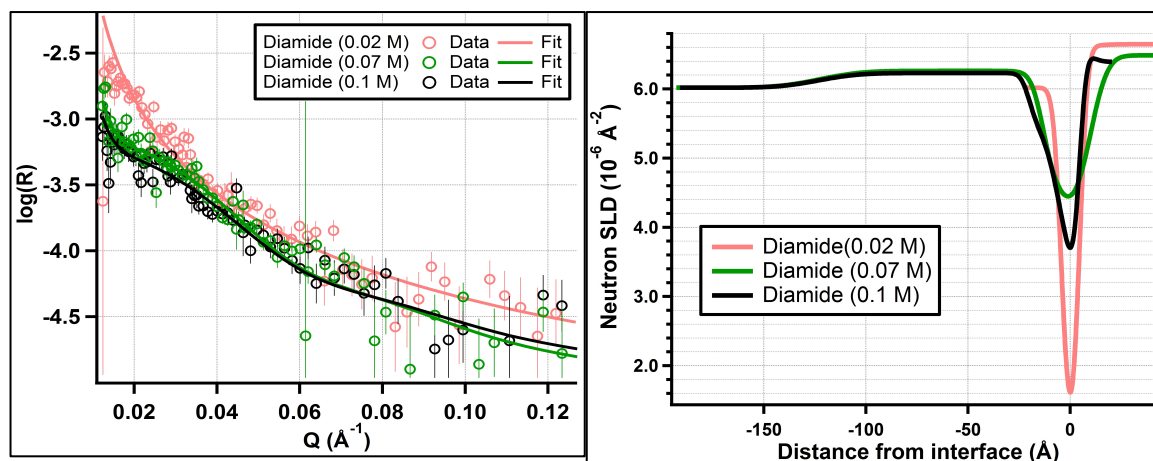 Diamide (0.02 M) Data Fit
Diamide (0.07 M) Data Fit
Diamide (0.1 M) Data Fit
log(R)
-2.5
-3.0
-3.5
-4.0
-4.5
0.02 0.04 0.06 0.08 0.10 0.12
Q (Å⁻¹)
Neutron SLD (10⁻⁶ Å⁻²)
6.0
5.0
4.0
3.0
2.0
Diamide(0.02 M)
Diamide (0.07 M)
Diamide (0.1 M)
-150 -100 -50 0
Distance from interface (Å)